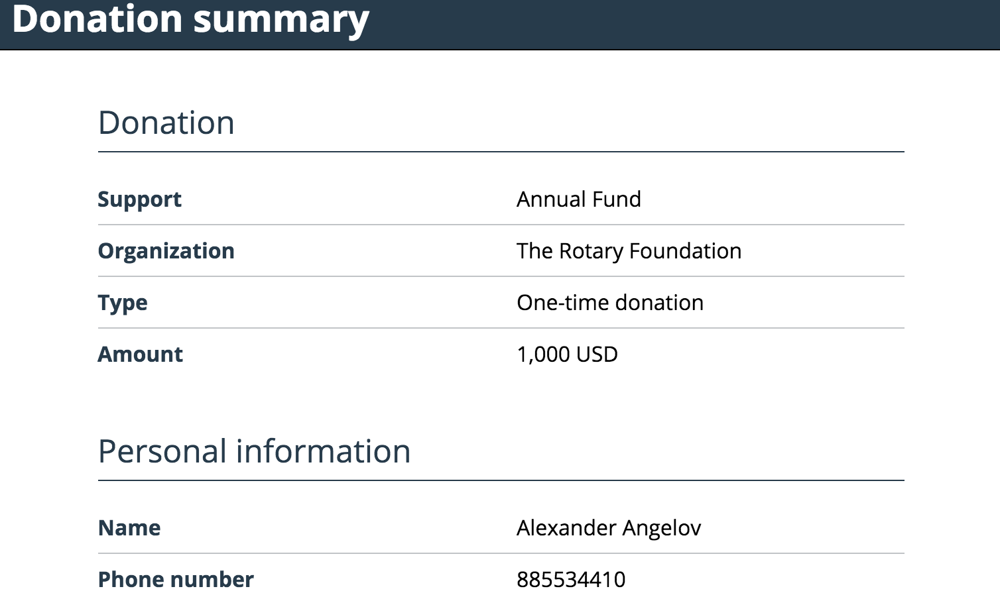 Donation summary
Donation
Support Annual Fund
Organization The Rotary Foundation
Type One-time donation
Amount 1,000 USD
Personal information
Name Alexander Angelov
Phone number 885534410